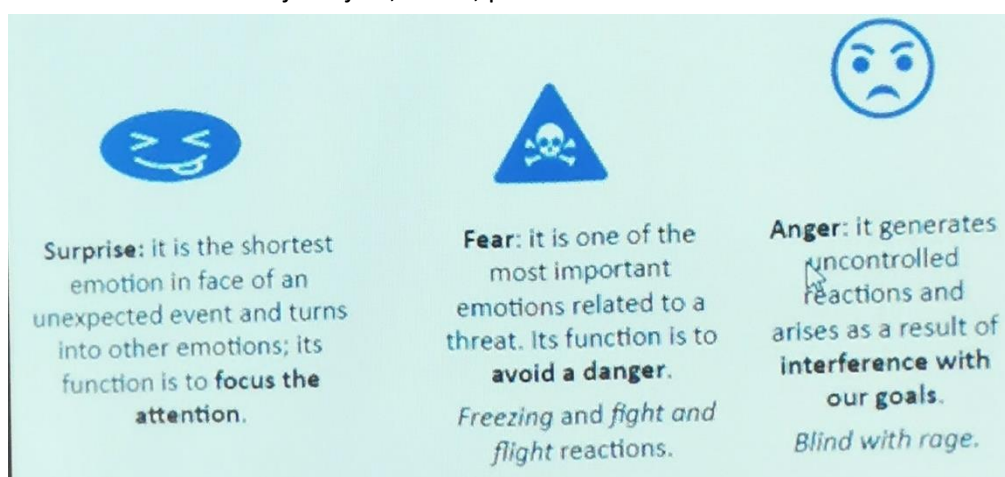 Surprise: it is the shortest
emotion in face of an
unexpected event and turns
into other emotions; its
function is to focus the
attention.
Fear: it is one of the
most important
emotions related to a
threat. Its function is to
avoid a danger.
Freezing and fight and
flight reactions.
Anger: it generates
uncontrolled
reactions and
arises as a result of
interference with
our goals.
Blind with rage.